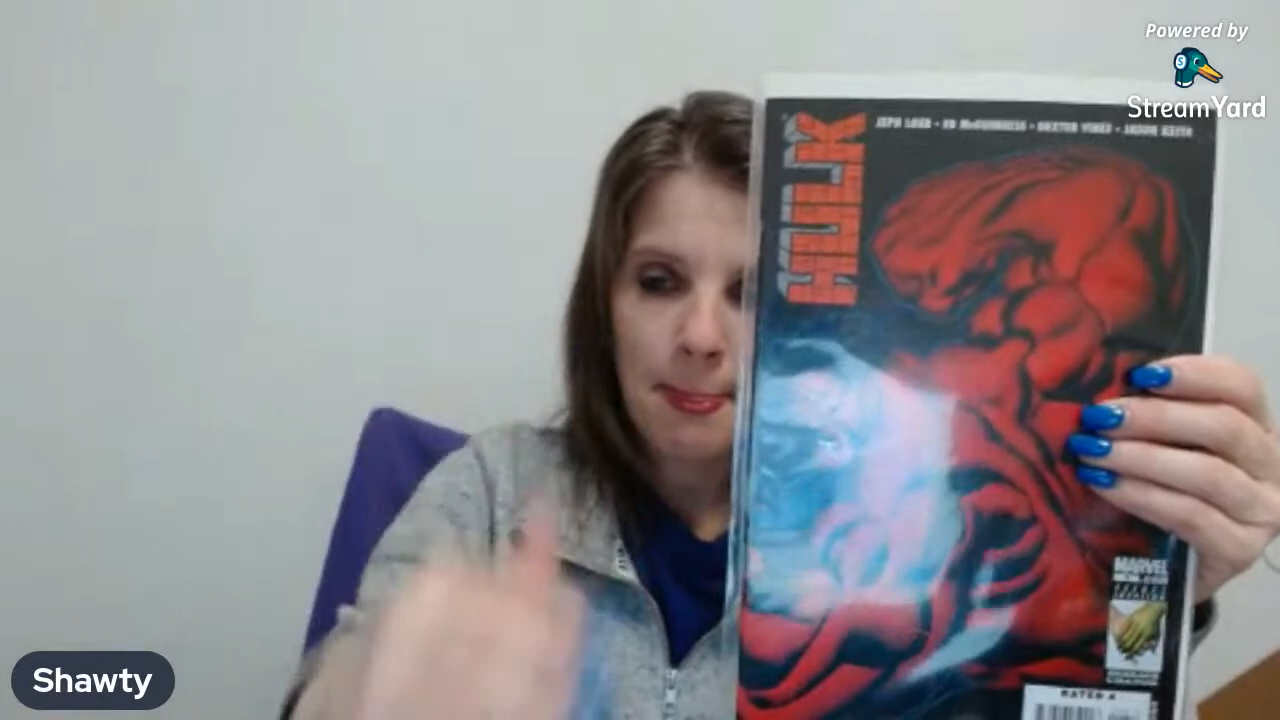 Powered by
StreamYard
HULK
JEPH LOEB • ED McGUINNESS • DEXTER VINES • JASON KEITH
MARVEL
RATED A
Shawty